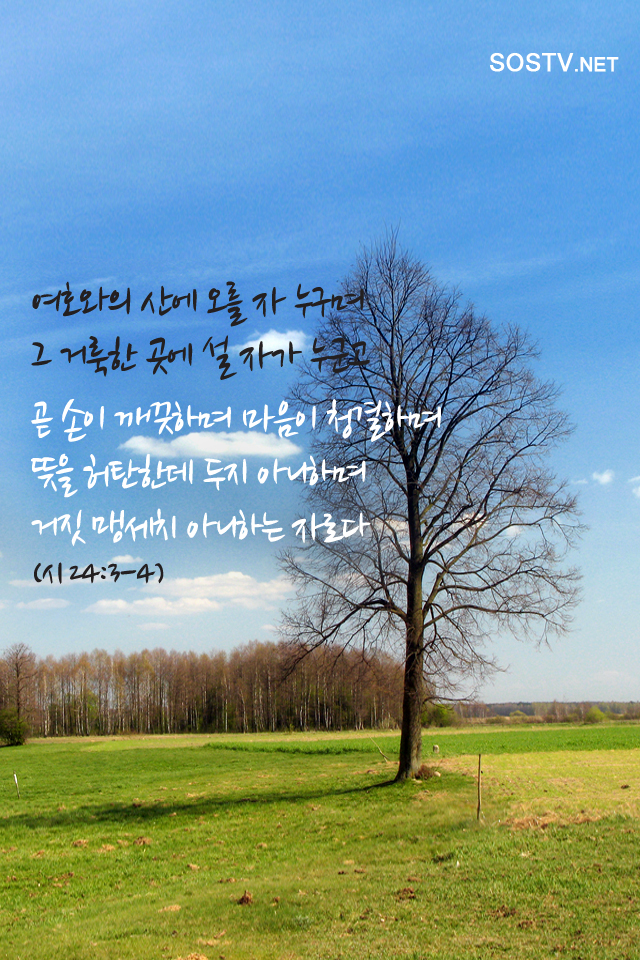 SOSTV.NET
여호와의 산에 오를 자 누구며
그 거룩한 곳에 설 자가 누군고
곧 손이 깨끗하며 마음이 청결하며
뜻을 허탄한데 두지 아니하며
거짓 맹세치 아니하는 자로다
(시 24:3-4)